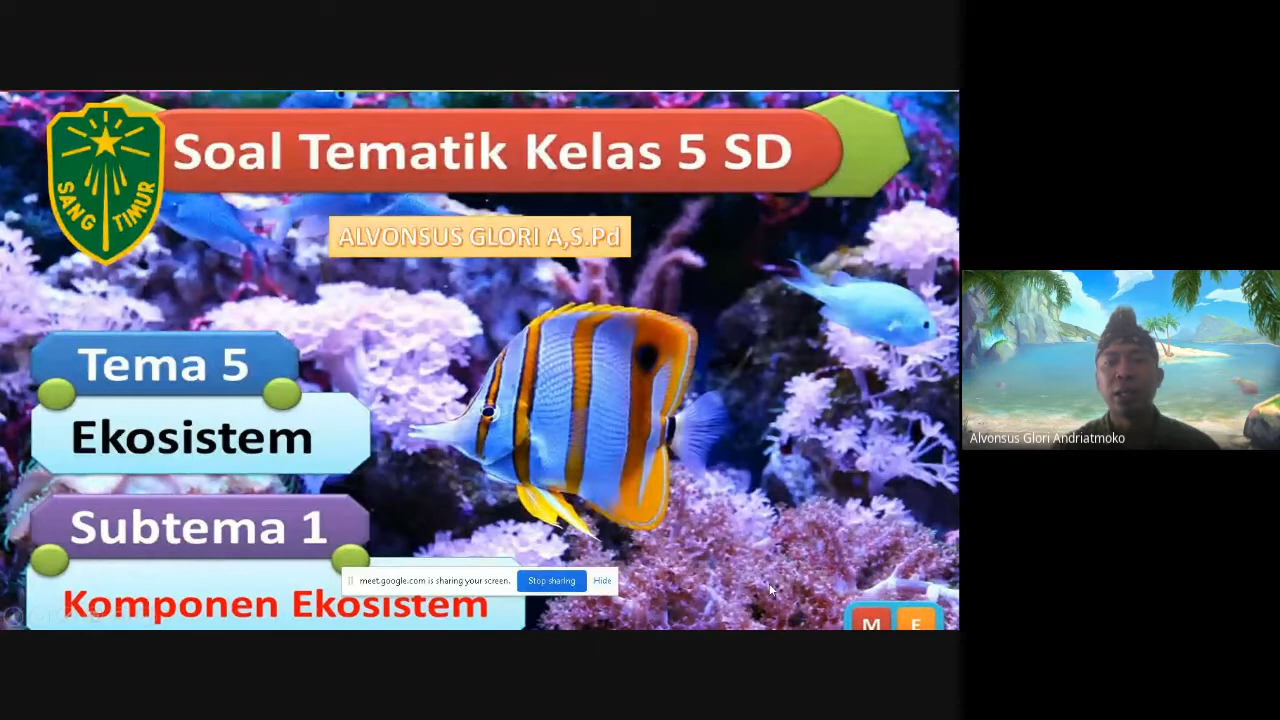 Soal Tematik Kelas 5 SD
SANG TIMUR
ALVONSUS GLORI A,S.Pd
Tema 5
Ekosistem
Subtema 1
meet.google.com is sharing your screen. Stop sharing Hide
Komponen Ekosistem
M E
Alvonsus Glori Andriatmoko